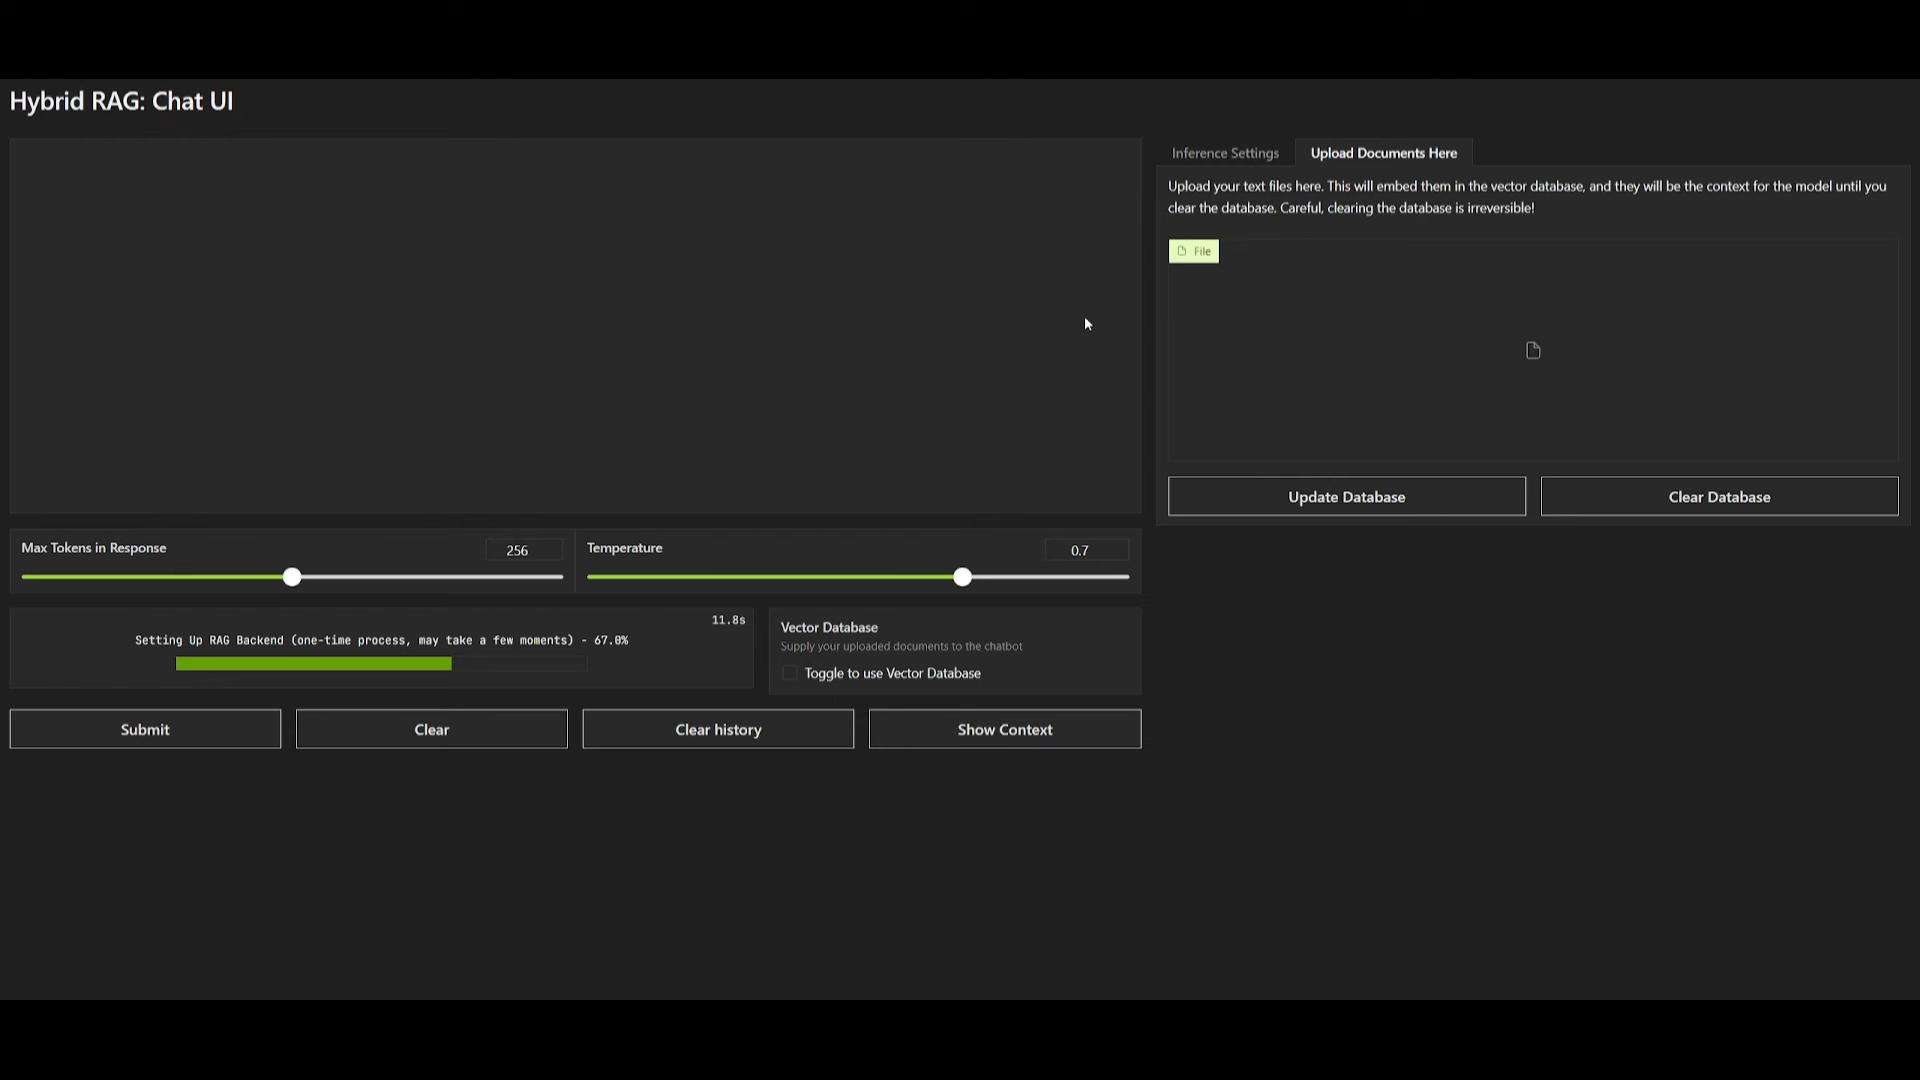 Hybrid RAG: Chat UI
Inference Settings
Upload Documents Here
Upload your text files here. This will embed them in the vector database, and they will be the context for the model until you
clear the database. Careful, clearing the database is irreversible!
File
Update Database
Clear Database
Max Tokens in Response
256
Temperature
0.7
11.8s
Setting Up RAG Backend (one-time process, may take a few moments) - 67.0%
Vector Database
Supply your uploaded documents to the chatbot
Toggle to use Vector Database
Submit
Clear
Clear history
Show Context